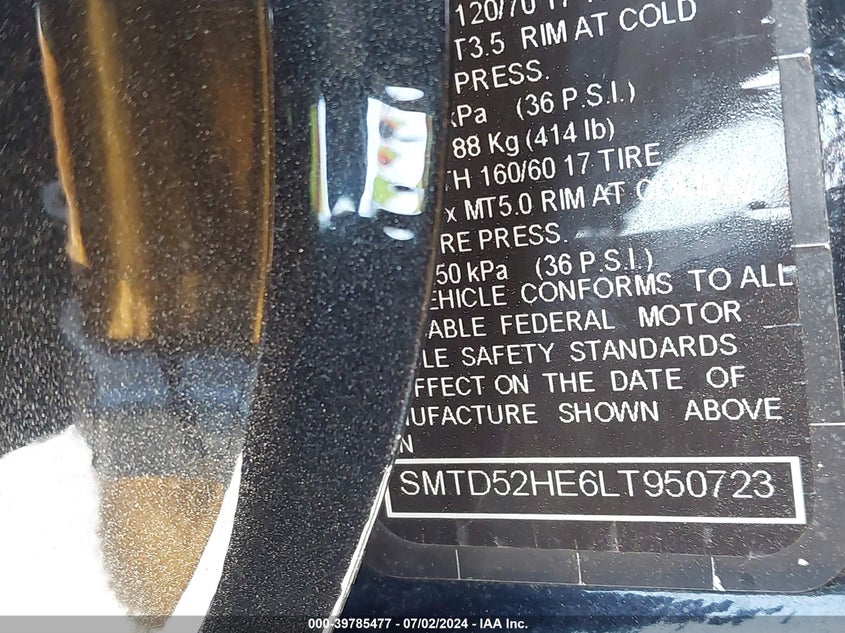 120/70 17
T3.5 RIM AT COLD
PRESS.
kPa (36 P.S.I.)
88 Kg (414 lb)
TH 160/60 17 TIRE
x MT5.0 RIM AT
RE PRESS.
50 kPa (36 P.S.I.)
EHICLE CONFORMS TO ALL
ABLE FEDERAL MOTOR
LE SAFETY STANDARDS
FFECT ON THE DATE OF
NUFACTURE SHOWN ABOVE
N
SMTD52HE6LT950723
000-39785477 - 07/02/2024 - IAA Inc.